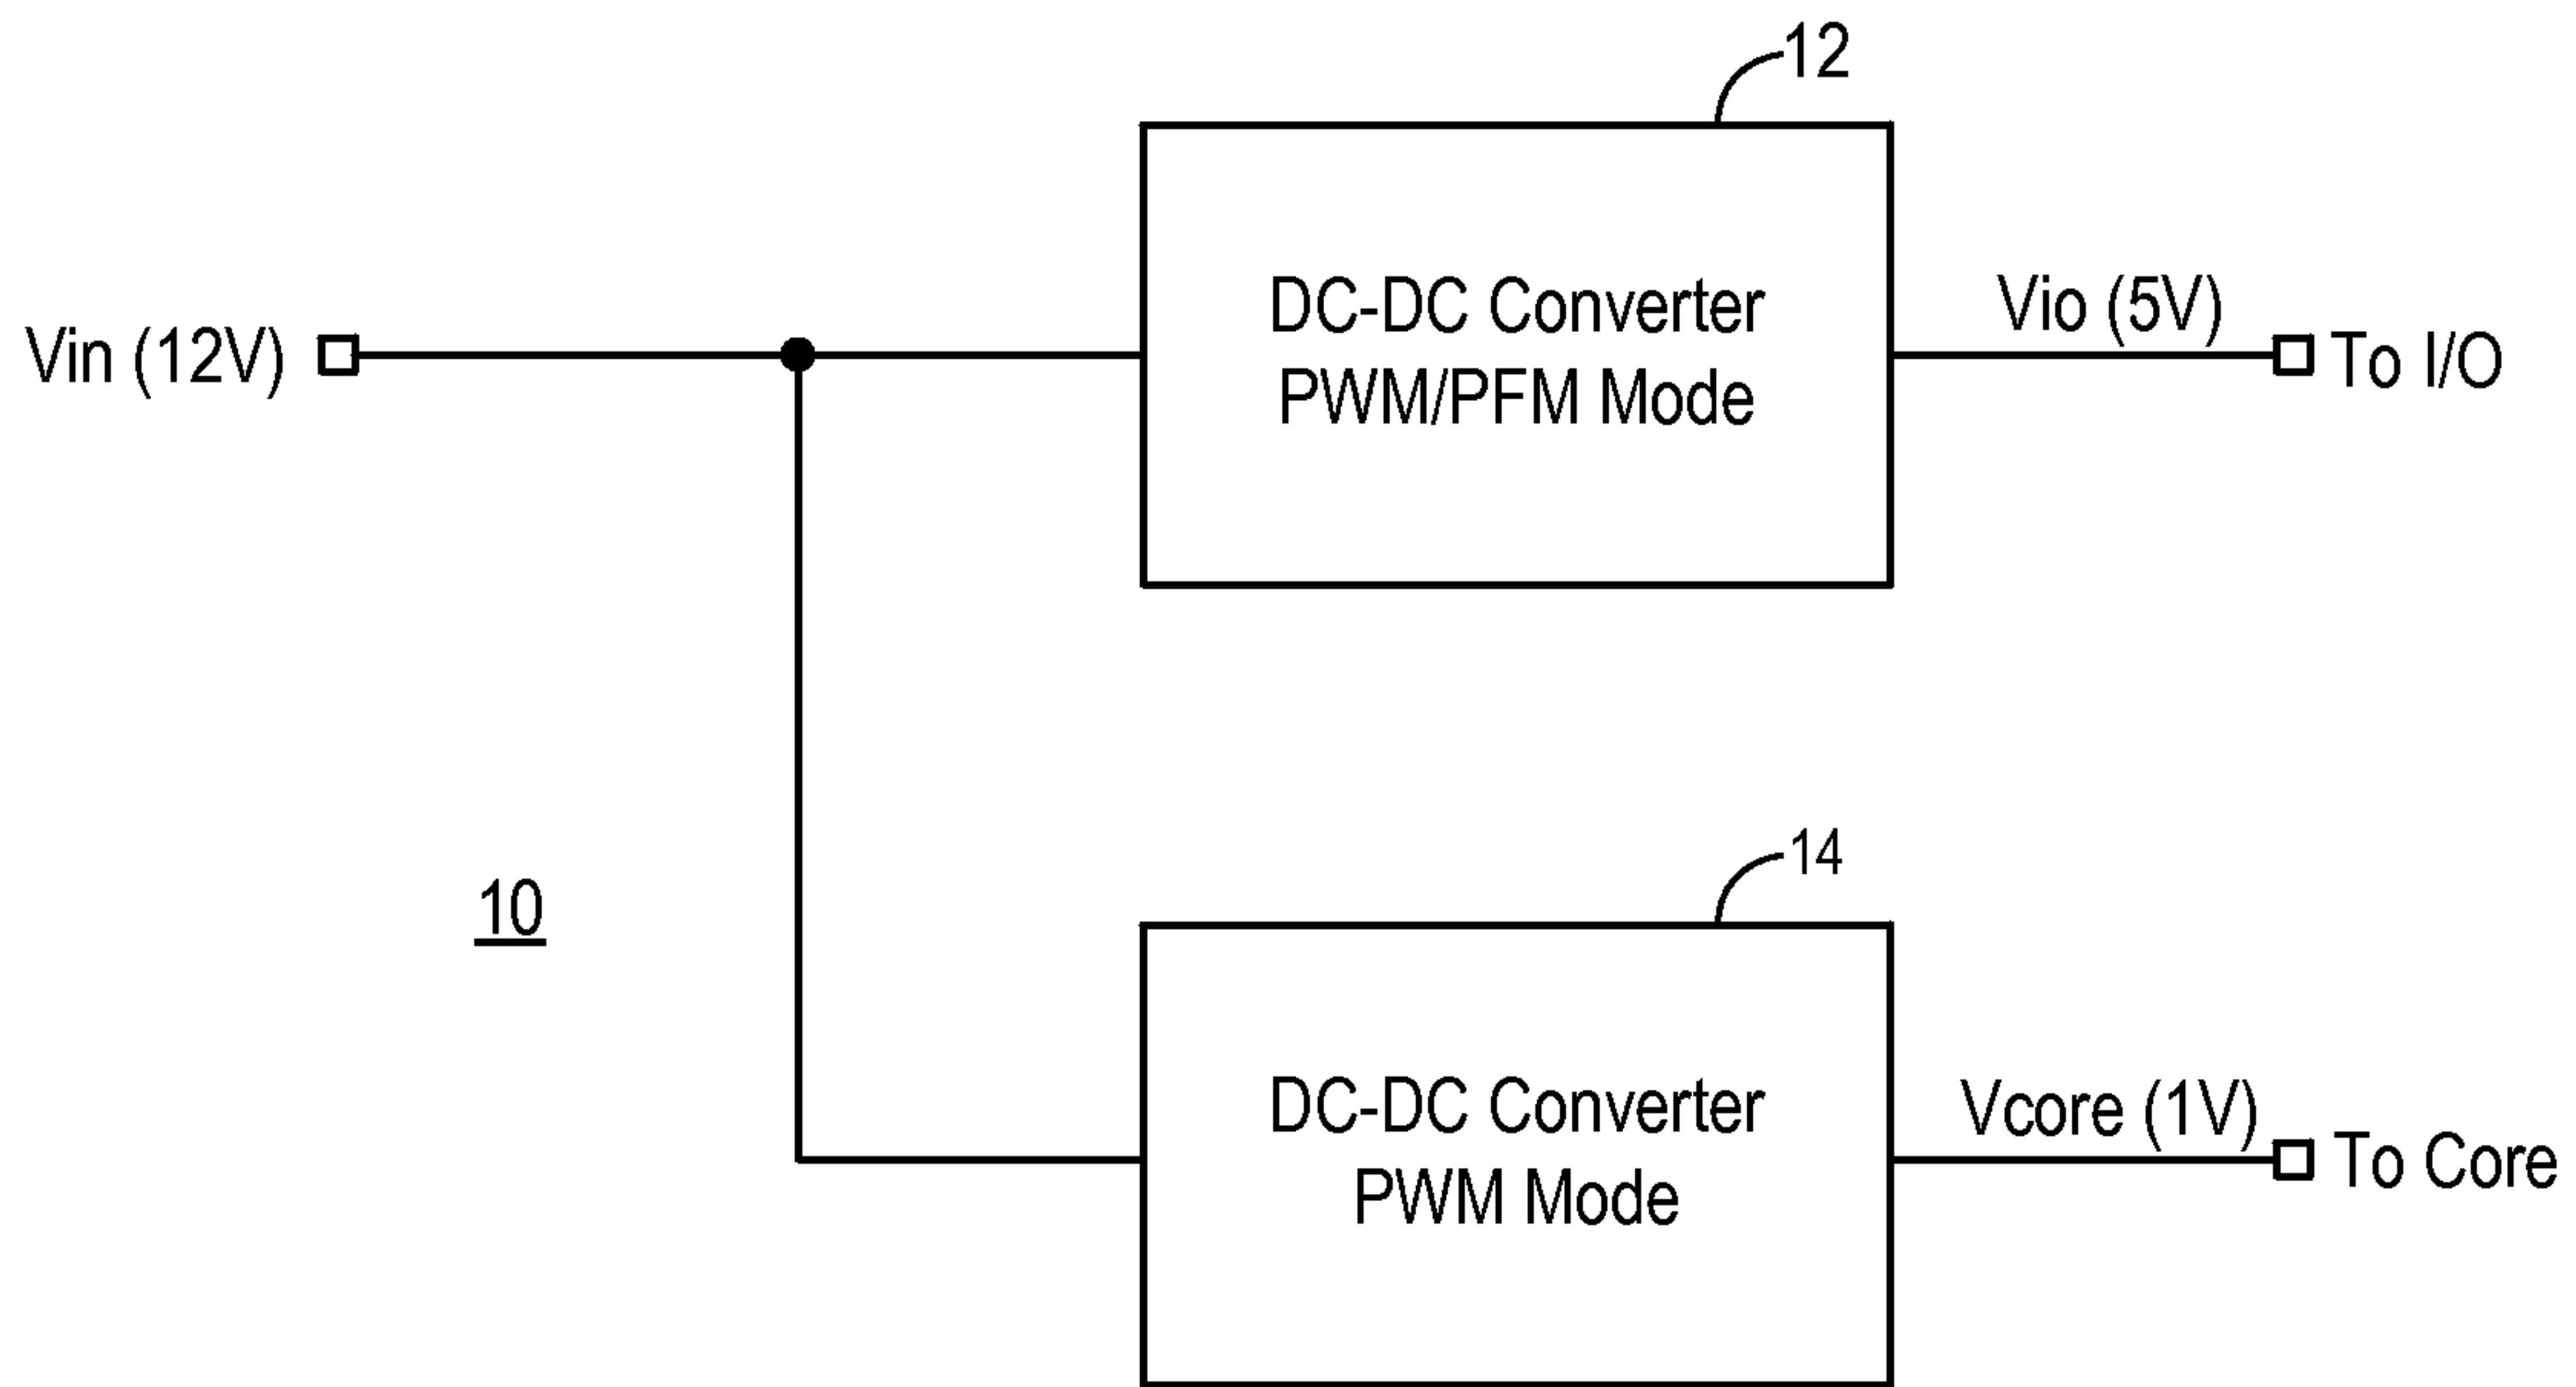 12
DC-DC Converter
PWM/PFM Mode
Vin (12V)
Vio (5V)
To I/O
10
14
DC-DC Converter
PWM Mode
Vcore (1V)
To Core